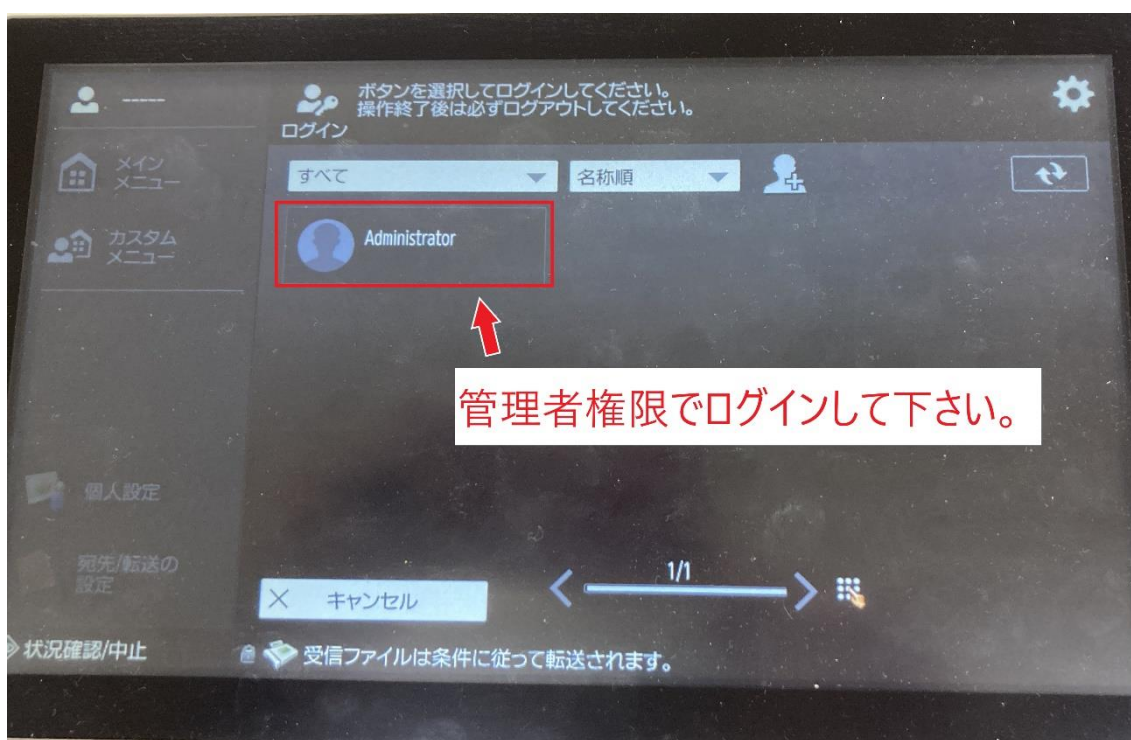 -----
ボタンを選択してログインしてください。
操作終了後は必ずログアウトしてください。
ログイン
メイン
メニュー
すべて
名称順
カスタム
メニュー
Administrator
管理者権限でログインして下さい。
個人設定
宛先/転送の
設定
1/1
キャンセル
状況確認/中止
受信ファイルは条件に従って転送されます。